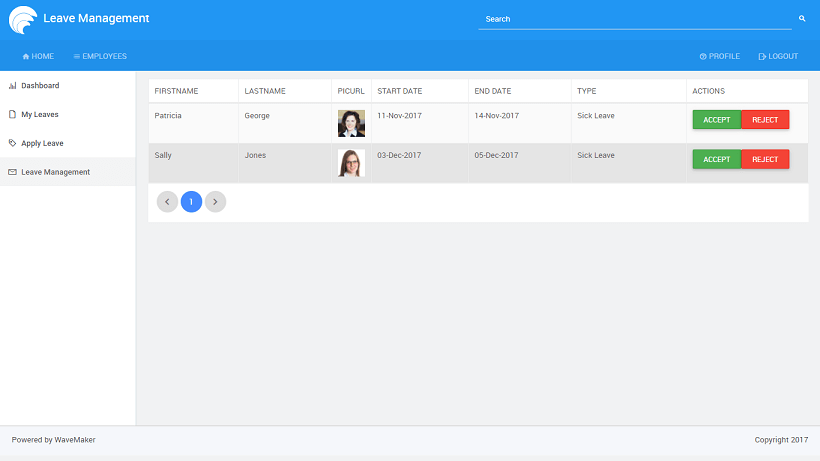 Leave Management
Search
HOME EMPLOYEES PROFILE LOGOUT
Dashboard
My Leaves
Apply Leave
Leave Management
FIRSTNAME LASTNAME PICURL START DATE END DATE TYPE ACTIONS
Patricia George 11-Nov-2017 14-Nov-2017 Sick Leave ACCEPT REJECT
Sally Jones 03-Dec-2017 05-Dec-2017 Sick Leave ACCEPT REJECT
1
Powered by WaveMaker Copyright 2017